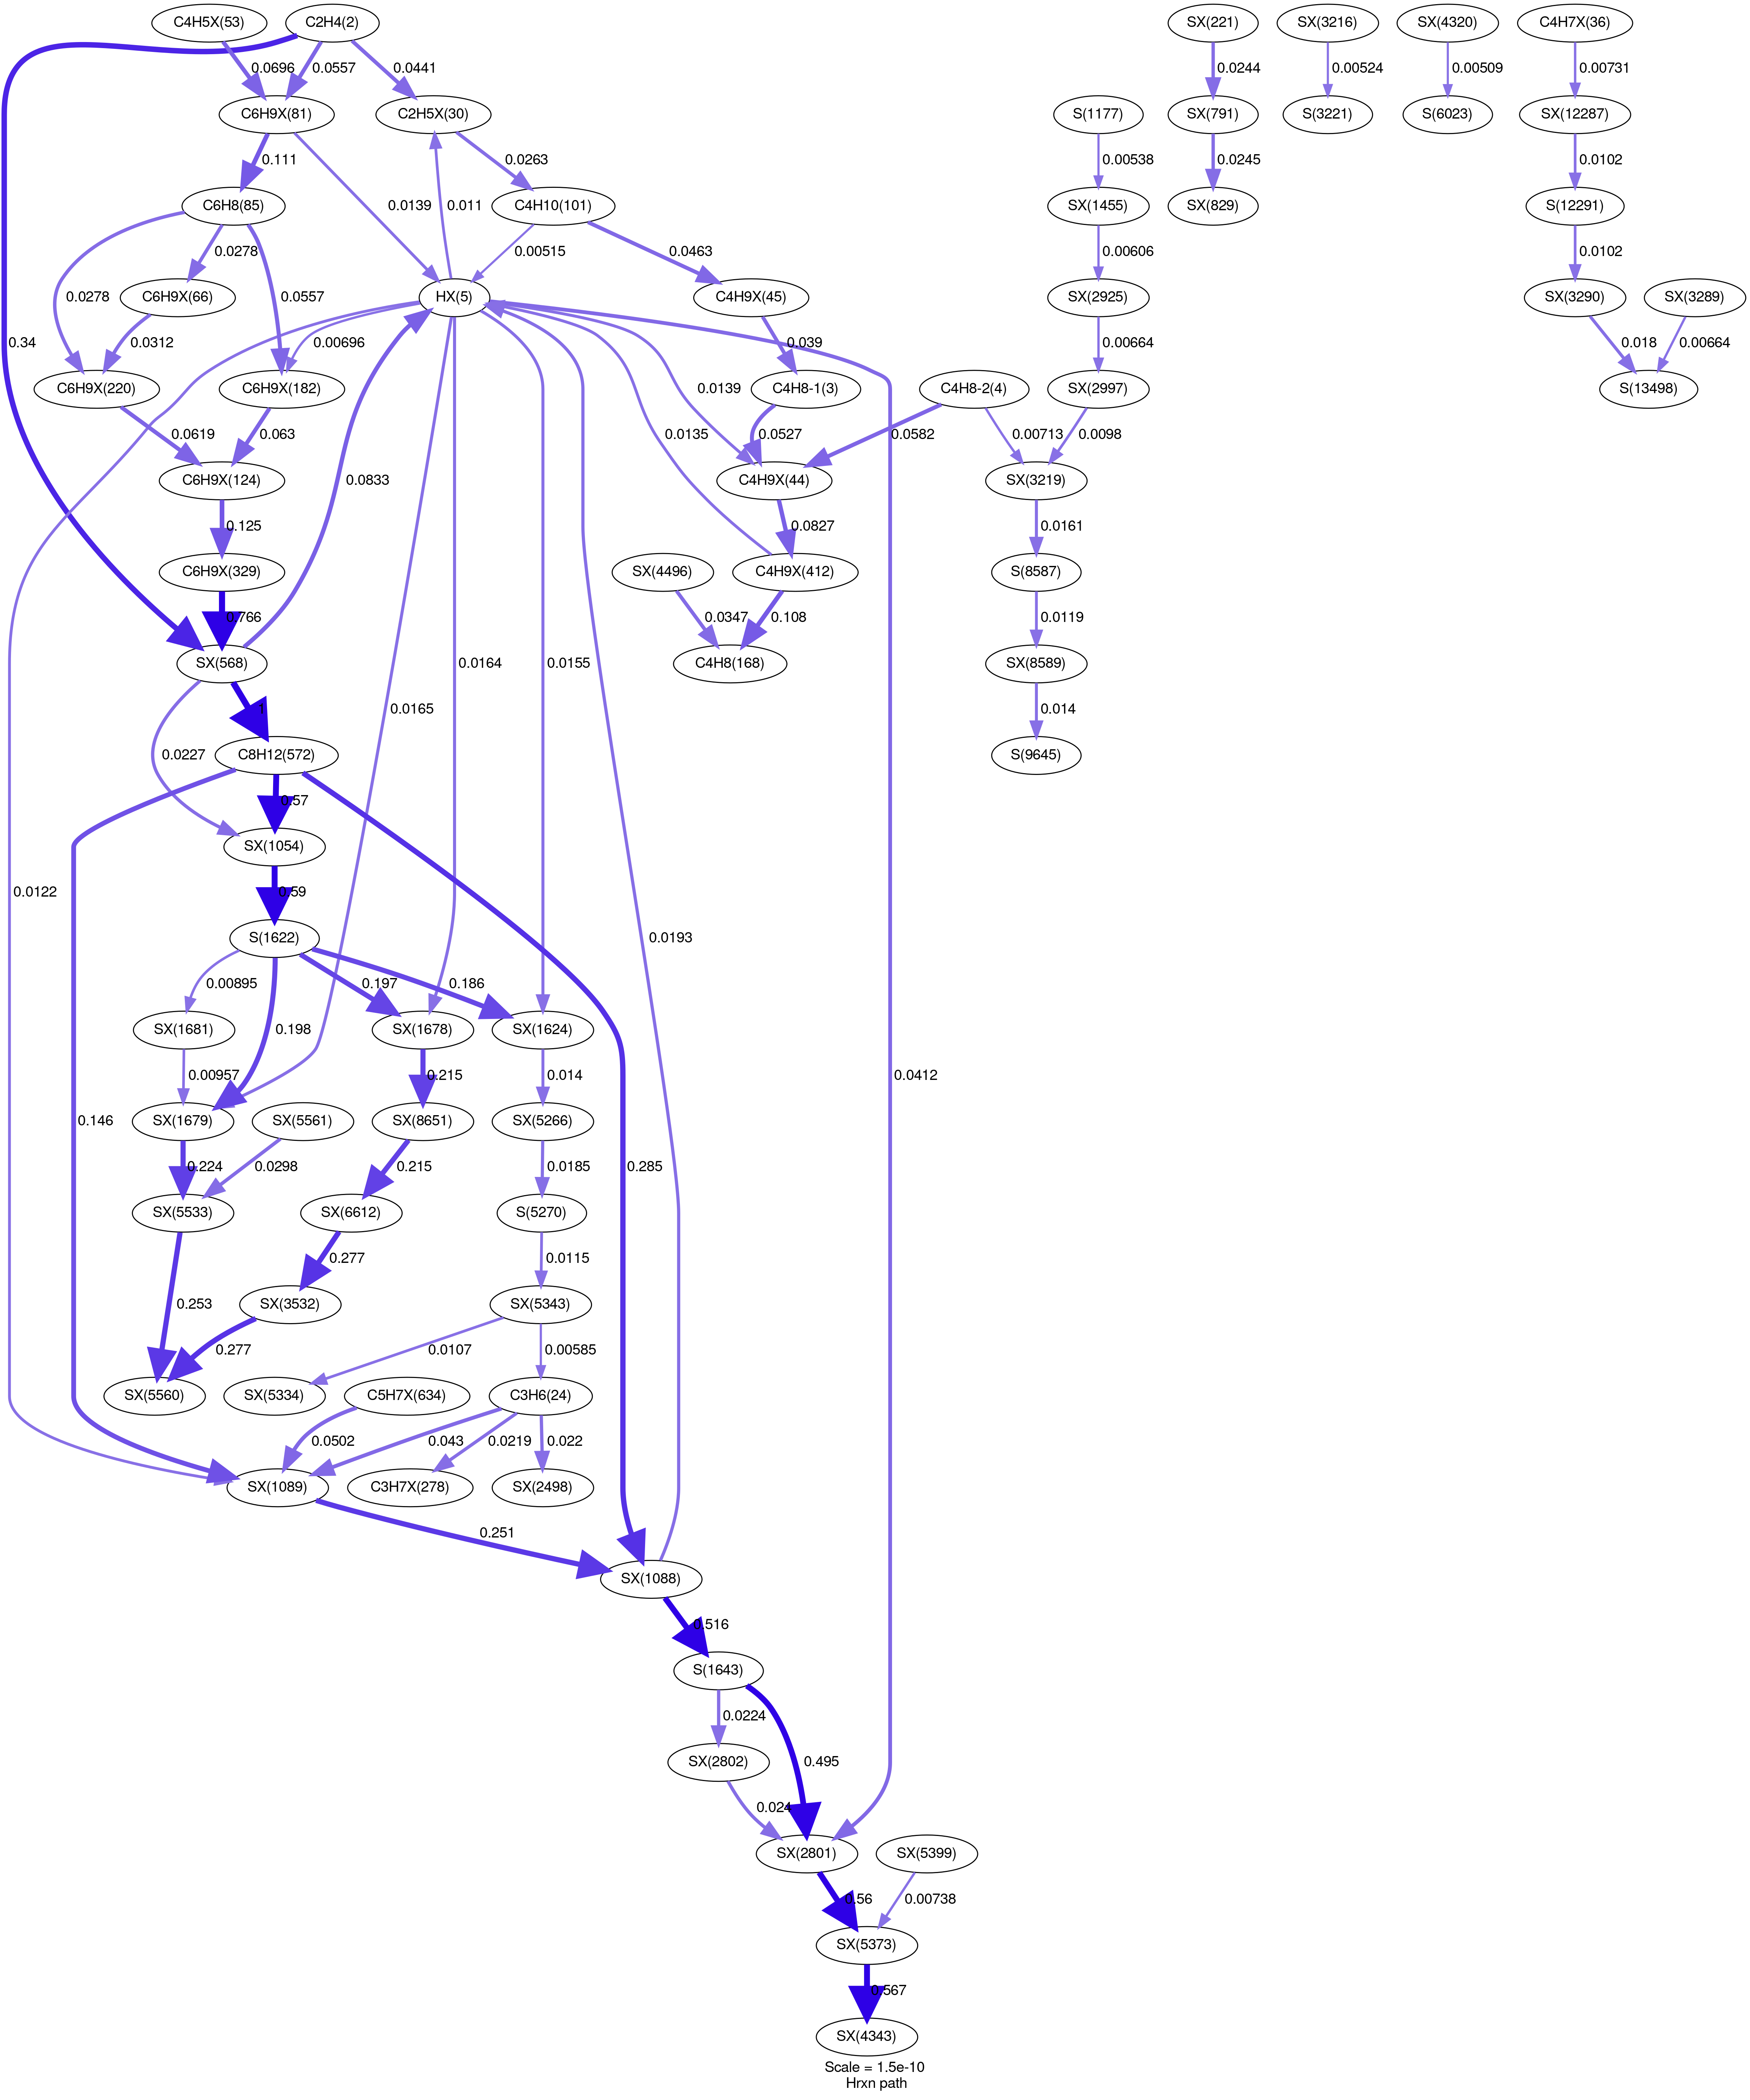 C4H5X(53) C2H4(2) SX(221) SX(3216) SX(4320) C4H7X(36)
0.0696 0.0557 0.0441 0.0244 0.00524 0.00509 0.00731
C6H9X(81) C2H5X(30) S(1177) SX(791) S(3221) S(6023) SX(12287)
0.111 0.0263 0.00538 0.0245 0.0102
C6H8(85) 0.0139 0.011 C4H10(101) SX(1455) SX(829) S(12291)
0.0278 0.00515 0.0463 0.00606 0.0102
0.0278 C6H9X(66) 0.0557 HX(5) C4H9X(45) SX(2925) SX(3290) SX(3289)
0.34 0.0312 0.00696 0.039 0.00664 0.018 0.00664
C6H9X(220) C6H9X(182) 0.0139 C4H8-1(3) C4H8-2(4) SX(2997) S(13498)
0.0619 0.063 0.0135 0.0527 0.0582 0.00713 0.0098
C6H9X(124) 0.0833 C4H9X(44) SX(3219)
0.125 0.0827 0.0161
C6H9X(329) SX(4496) C4H9X(412) S(8587)
0.766 0.0347 0.108 0.0119
SX(568) 0.0164 0.0155 C4H8(168) SX(8589)
0.0165 1 0.014
0.0227 C8H12(572) S(9645)
0.57
SX(1054)
0.0122 0.59
S(1622) 0.0193
0.00895 0.197 0.186
SX(1681) 0.198 SX(1678) SX(1624)
0.00957 0.215 0.014 0.0412
0.146 SX(1679) SX(5561) SX(8651) SX(5266)
0.224 0.0298 0.215 0.0185 0.285
SX(5533) SX(6612) S(5270)
0.277 0.0115
0.253 SX(3532) SX(5343)
0.277 0.0107 0.00585
SX(5560) SX(5334) C5H7X(634) C3H6(24)
0.0502 0.043 0.0219 0.022
SX(1089) C3H7X(278) SX(2498)
0.251
SX(1088)
0.516
S(1643)
0.0224
SX(2802) 0.495
0.024
SX(2801) SX(5399)
0.56 0.00738
SX(5373)
0.567
SX(4343)
Scale = 1.5e-10
Hrxn path